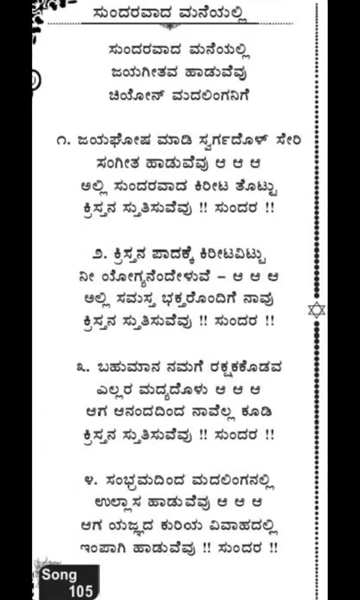 ಸುಂದರವಾದ ಮನೆಯಲ್ಲಿ
ಸುಂದರವಾದ ಮನೆಯಲ್ಲಿ
ಜಯಗೀತವ ಹಾಡುವೆವು
ಚಿಯೋನ್ ಮದಲಿಂಗನಿಗೆ
೧. ಜಯಘೋಷ ಮಾಡಿ ಸ್ವರ್ಗದೊಳ್ ಸೇರಿ
ಸಂಗೀತ ಹಾಡುವೆವು ಆ ಆ ಆ
ಅಲ್ಲಿ ಸುಂದರವಾದ ಕಿರೀಟ ತೊಟ್ಟು
ಕ್ರಿಸ್ತನ ಸ್ತುತಿಸುವೆವು !! ಸುಂದರ !!
೨. ಕ್ರಿಸ್ತನ ಪಾದಕ್ಕೆ ಕಿರೀಟವಿಟ್ಟು
ನೀ ಯೋಗ್ಯನೆಂದೇಳುವೆ – ಆ ಆ ಆ
ಅಲ್ಲಿ ಸಮಸ್ತ ಭಕ್ತರೊಂದಿಗೆ ನಾವು
ಕ್ರಿಸ್ತನ ಸ್ತುತಿಸುವೆವು !! ಸುಂದರ !!
೩. ಬಹುಮಾನ ನಮಗೆ ರಕ್ಷಕಕೊಡವ
ಎಲ್ಲರ ಮದ್ಯದೊಳು ಆ ಆ ಆ
ಆಗ ಆನಂದದಿಂದ ನಾವೆಲ್ಲ ಕೂಡಿ
ಕ್ರಿಸ್ತನ ಸ್ತುತಿಸುವೆವು !! ಸುಂದರ !!
೪. ಸಂಭ್ರಮದಿಂದ ಮದಲಿಂಗನಲ್ಲಿ
ಉಲ್ಲಾಸ ಹಾಡುವೆವು ಆ ಆ ಆ
ಆಗ ಯಜ್ಞದ ಕುರಿಯ ವಿವಾಹದಲ್ಲಿ
ಇಂಪಾಗಿ ಹಾಡುವೆವು !! ಸುಂದರ !!
Song
105